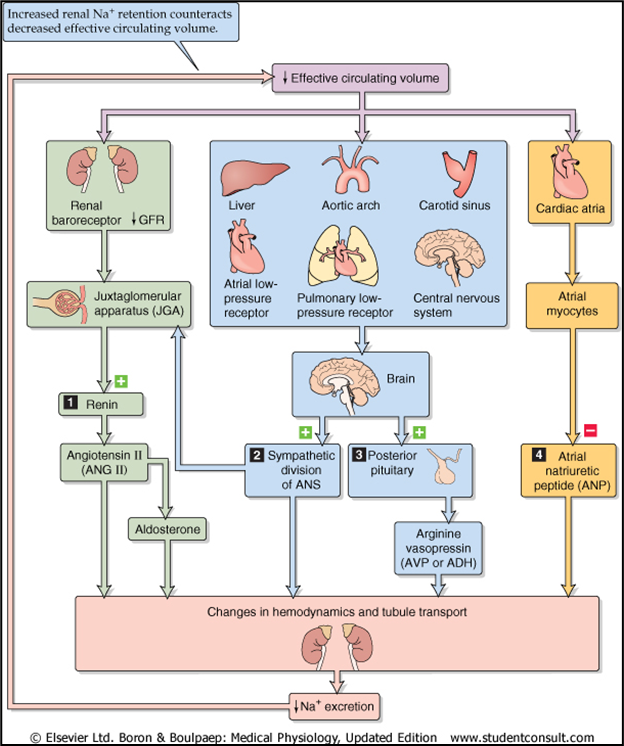 Increased renal Na+ retention counteracts
decreased effective circulating volume.
↓ Effective circulating volume
Renal
baroreceptor ↓ GFR
Liver
Aortic arch
Carotid sinus
Atrial low-
pressure
receptor
Pulmonary low-
pressure receptor
Central nervous
system
Cardiac atria
Juxtaglomerular
apparatus (JGA)
Atrial
myocytes
Brain
+
1 Renin
+
+
−
Angiotensin II
(ANG II)
2 Sympathetic
division
of ANS
3 Posterior
pituitary
4 Atrial
natriuretic
peptide (ANP)
Aldosterone
Arginine
vasopressin
(AVP or ADH)
Changes in hemodynamics and tubule transport
↓ Na+ excretion
© Elsevier Ltd. Boron & Boulpaep: Medical Physiology, Updated Edition www.studentconsult.com